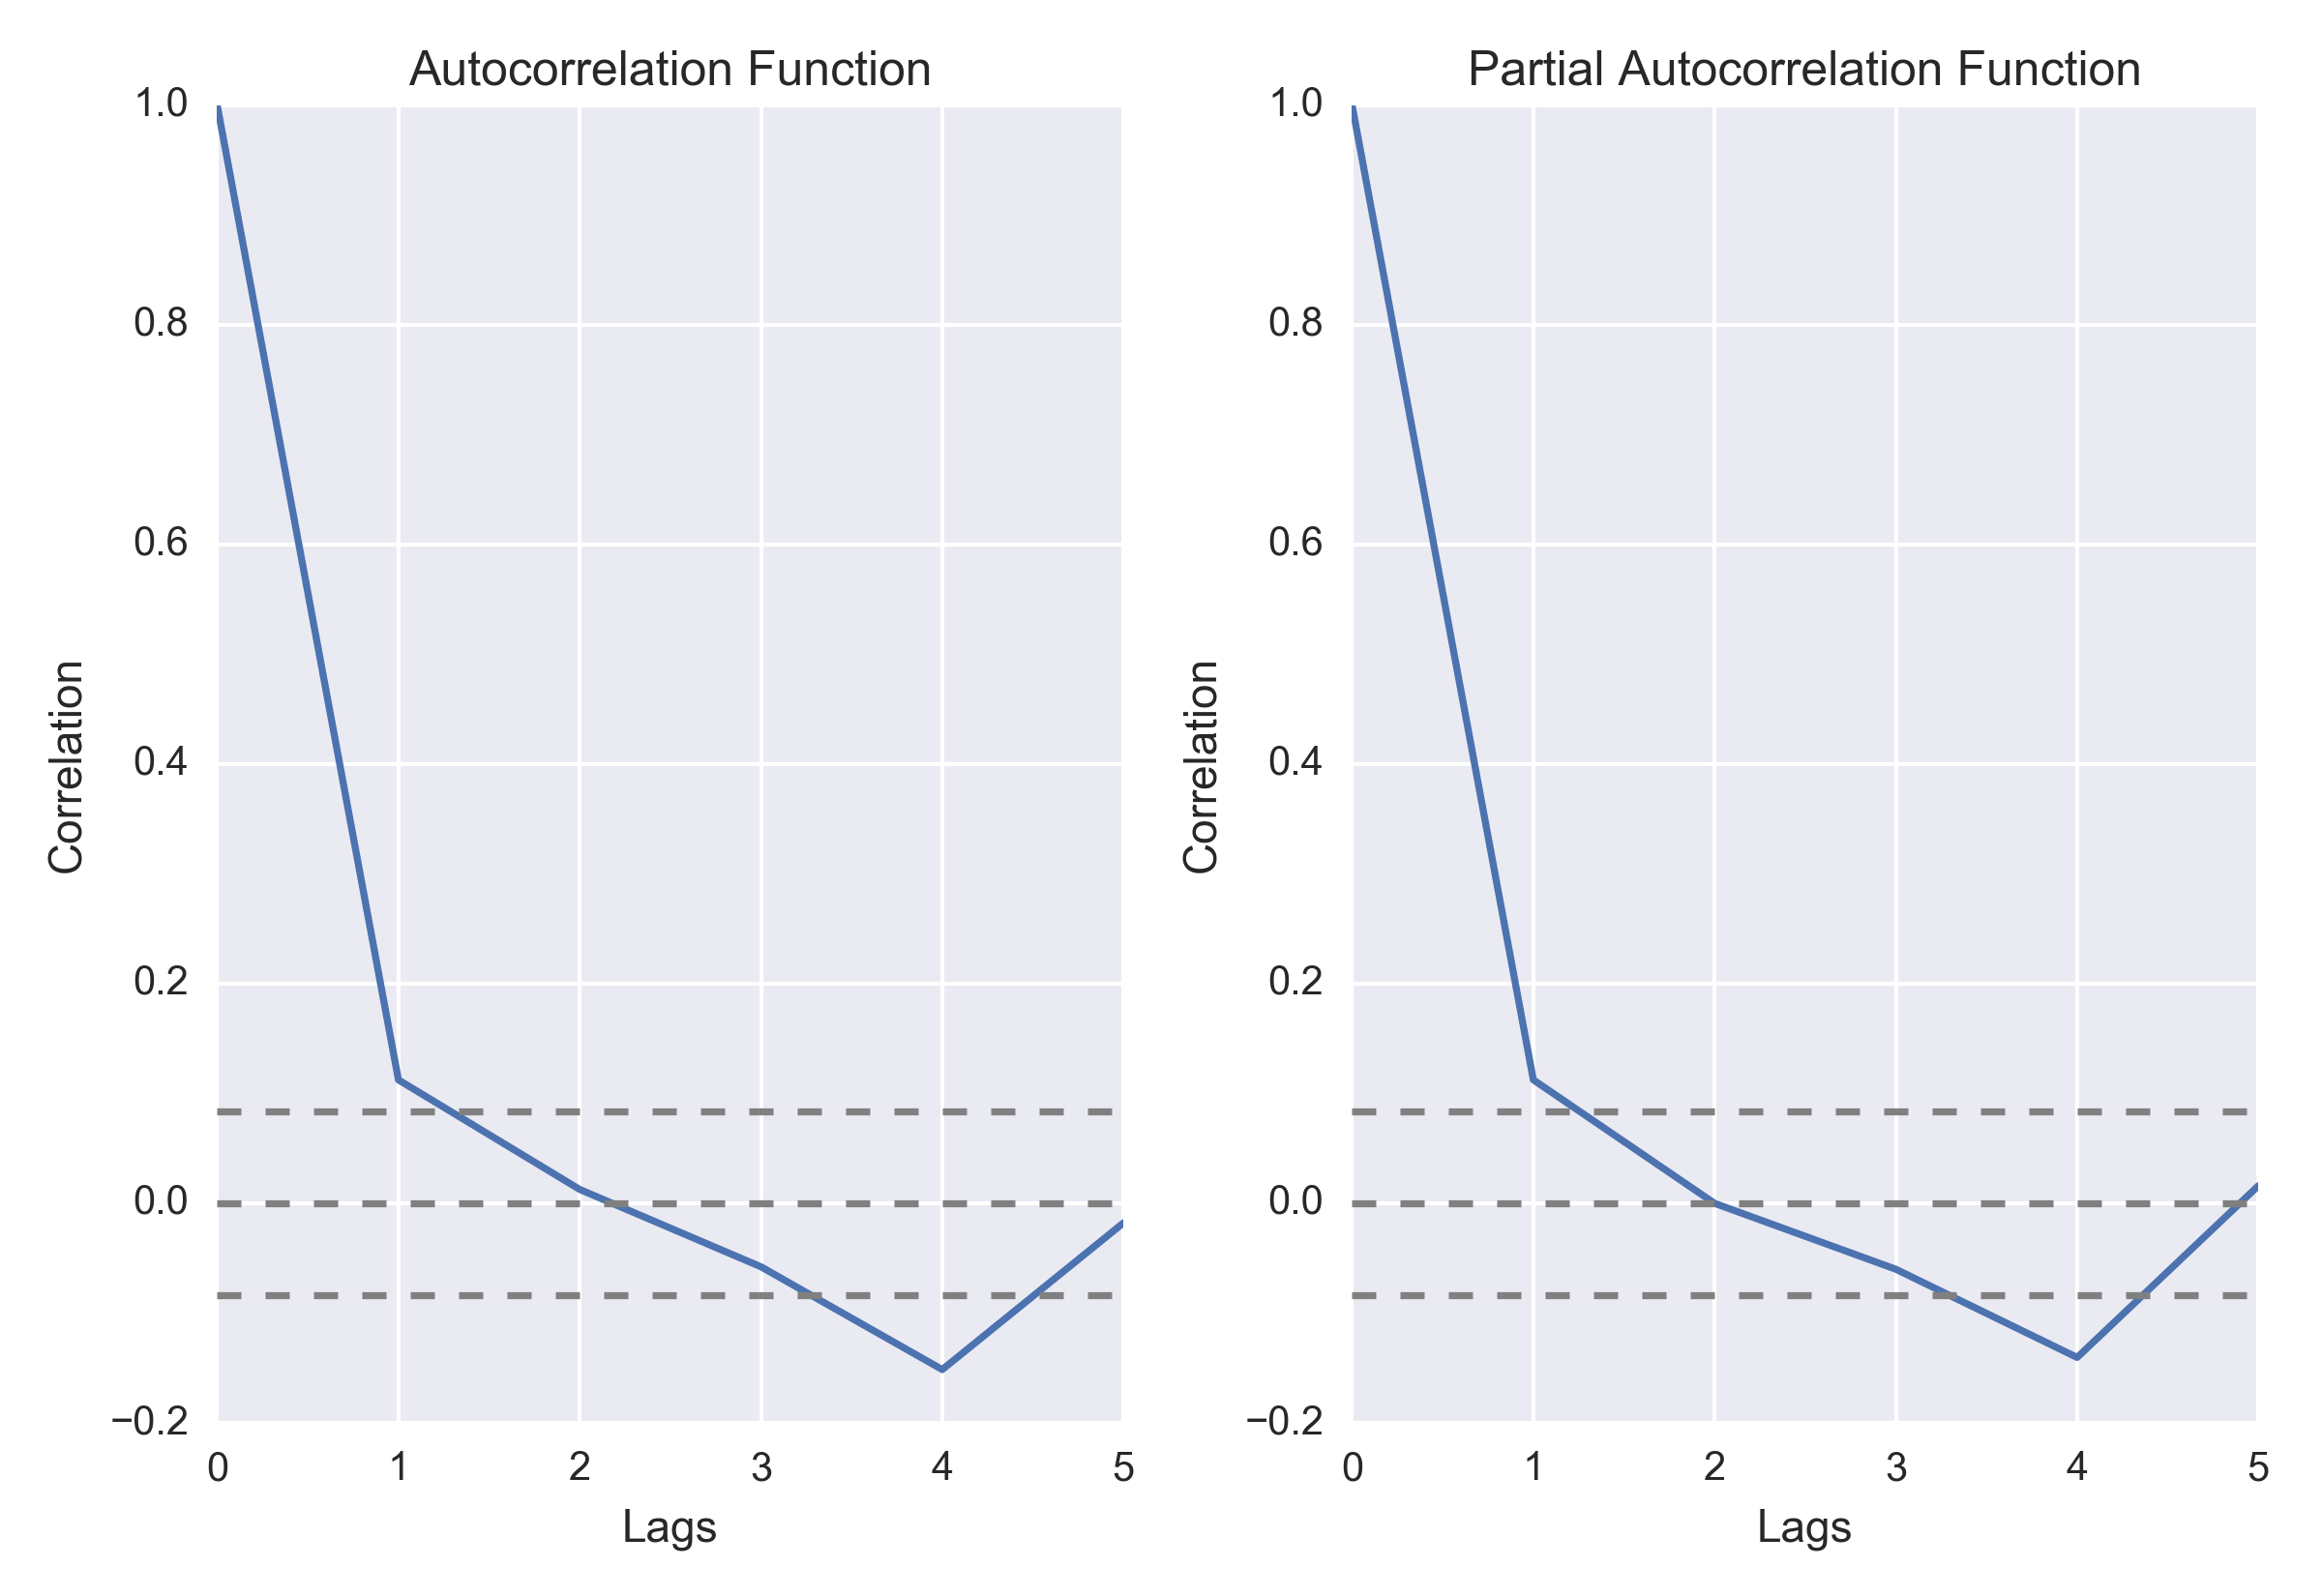 Autocorrelation Function
1.0
0.8
0.6
0.4
0.2
0.0
−0.2
Correlation
0 1 2 3 4 5
Lags
Partial Autocorrelation Function
1.0
0.8
0.6
0.4
0.2
0.0
−0.2
Correlation
0 1 2 3 4 5
Lags